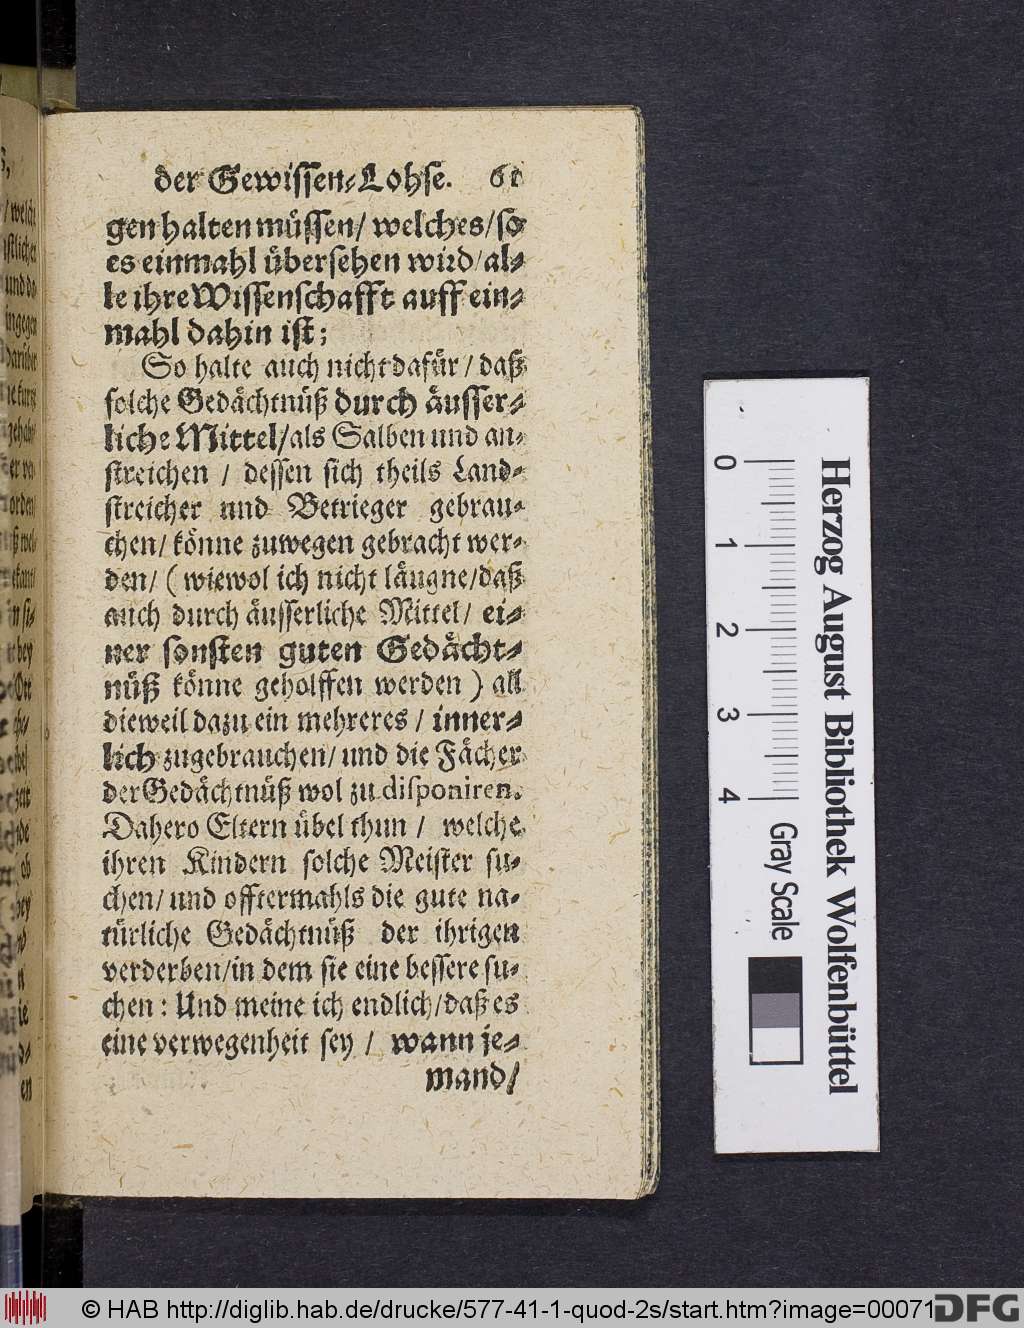 der Gewissen-Lohse. 61
gen halten müssen/ welches/so
es einmahl übersehen wird/al-
le ihre Wissenschafft auff ein-
mahl dahin ist;
So halte auch nicht dafür / daß
solche Gedächtnüß durch äusser-
liche Mittel/als Salben und an-
streichen / dessen sich theils Land-
streicher und Betrieger gebrau-
chen/ könne zuwegen gebracht wer-
den/ ( wiewol ich nicht läugne/daß
auch durch äusserliche Mittel/ ei-
ner sonsten guten Gedächt-
nüß könne geholffen werden ) all
dieweil dazu ein mehreres / inner-
lich zugebrauchen/ und die Fächer
der Gedächtnüß wol zu disponiren.
Dahero Eltern übel thun / welche
ihren Kindern solche Meister su-
chen/ und offtermahls die gute na-
türliche Gedächtnüß der ihrigen
verderben/in dem sie eine bessere su-
chen: Und meine ich endlich/daß es
eine verwegenheit sey / wann je-
mand/
0 1 2 3 4
Gray Scale
Herzog August Bibliothek Wolfenbüttel
© HAB http://diglib.hab.de/drucke/577-41-1-quod-2s/start.htm?image=00071
DFG